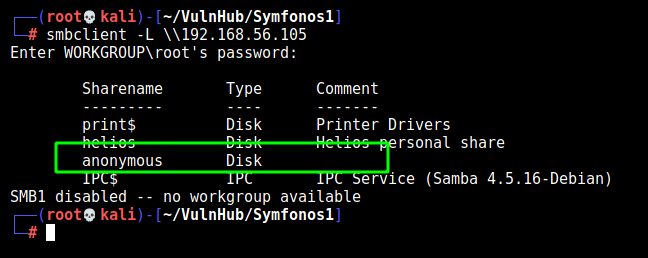 ┌──(root💀kali)-[~/VulnHub/Symfonos1]
└─# smbclient -L \\192.168.56.105
Enter WORKGROUP\root's password:
Sharename Type Comment
--------- ---- -------
print$ Disk Printer Drivers
helios Disk Helios personal share
anonymous Disk
IPC$ IPC IPC Service (Samba 4.5.16-Debian)
SMB1 disabled -- no workgroup available
┌──(root💀kali)-[~/VulnHub/Symfonos1]
└─#